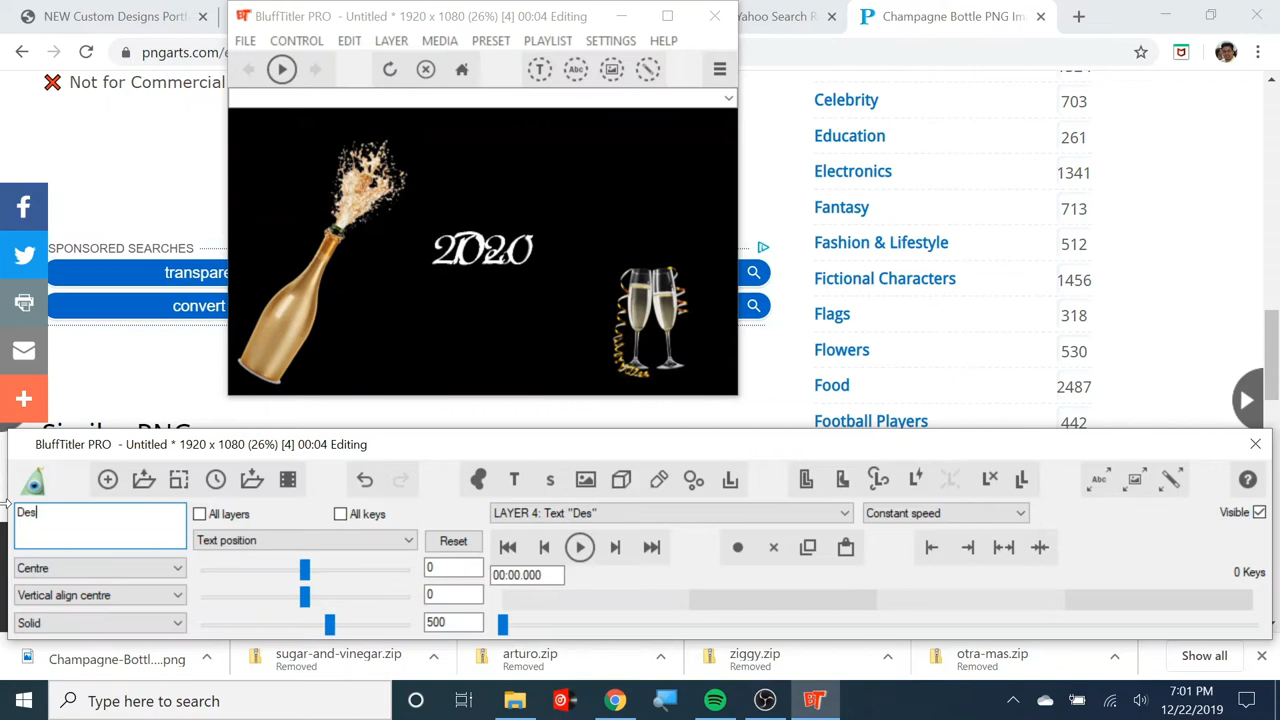 NEW Custom Designed Portf
Yahoo Search R
Champagne Bottle PNG Im
pngarts.com/e
Not for Commercial
SPONSORED SEARCHES
transpare
convert
BluffTitler PRO - Untitled * 1920 x 1080 (26%) [4] 00:04 Editing
FILE CONTROL EDIT LAYER MEDIA PRESET PLAYLIST SETTINGS HELP
T Abc
2020
Celebrity 703
Education 261
Electronics 1341
Fantasy 713
Fashion & Lifestyle 512
Fictional Characters 1456
Flags 318
Flowers 530
Food 2487
Football Players 442
BluffTitler PRO - Untitled * 1920 x 1080 (26%) [4] 00:04 Editing
T S Abc ?
Des
All layers
All keys
LAYER 4: Text "Des"
Constant speed
Visible
Text position
Reset
Centre
0
00:00.000
0 Keys
Vertical align centre
0
Solid
500
Champagne-Bottl....png
sugar-and-vinegar.zip
Removed
arturo.zip
Removed
ziggy.zip
Removed
otra-mas.zip
Removed
Show all
Type here to search
BT
7:01 PM
12/22/2019